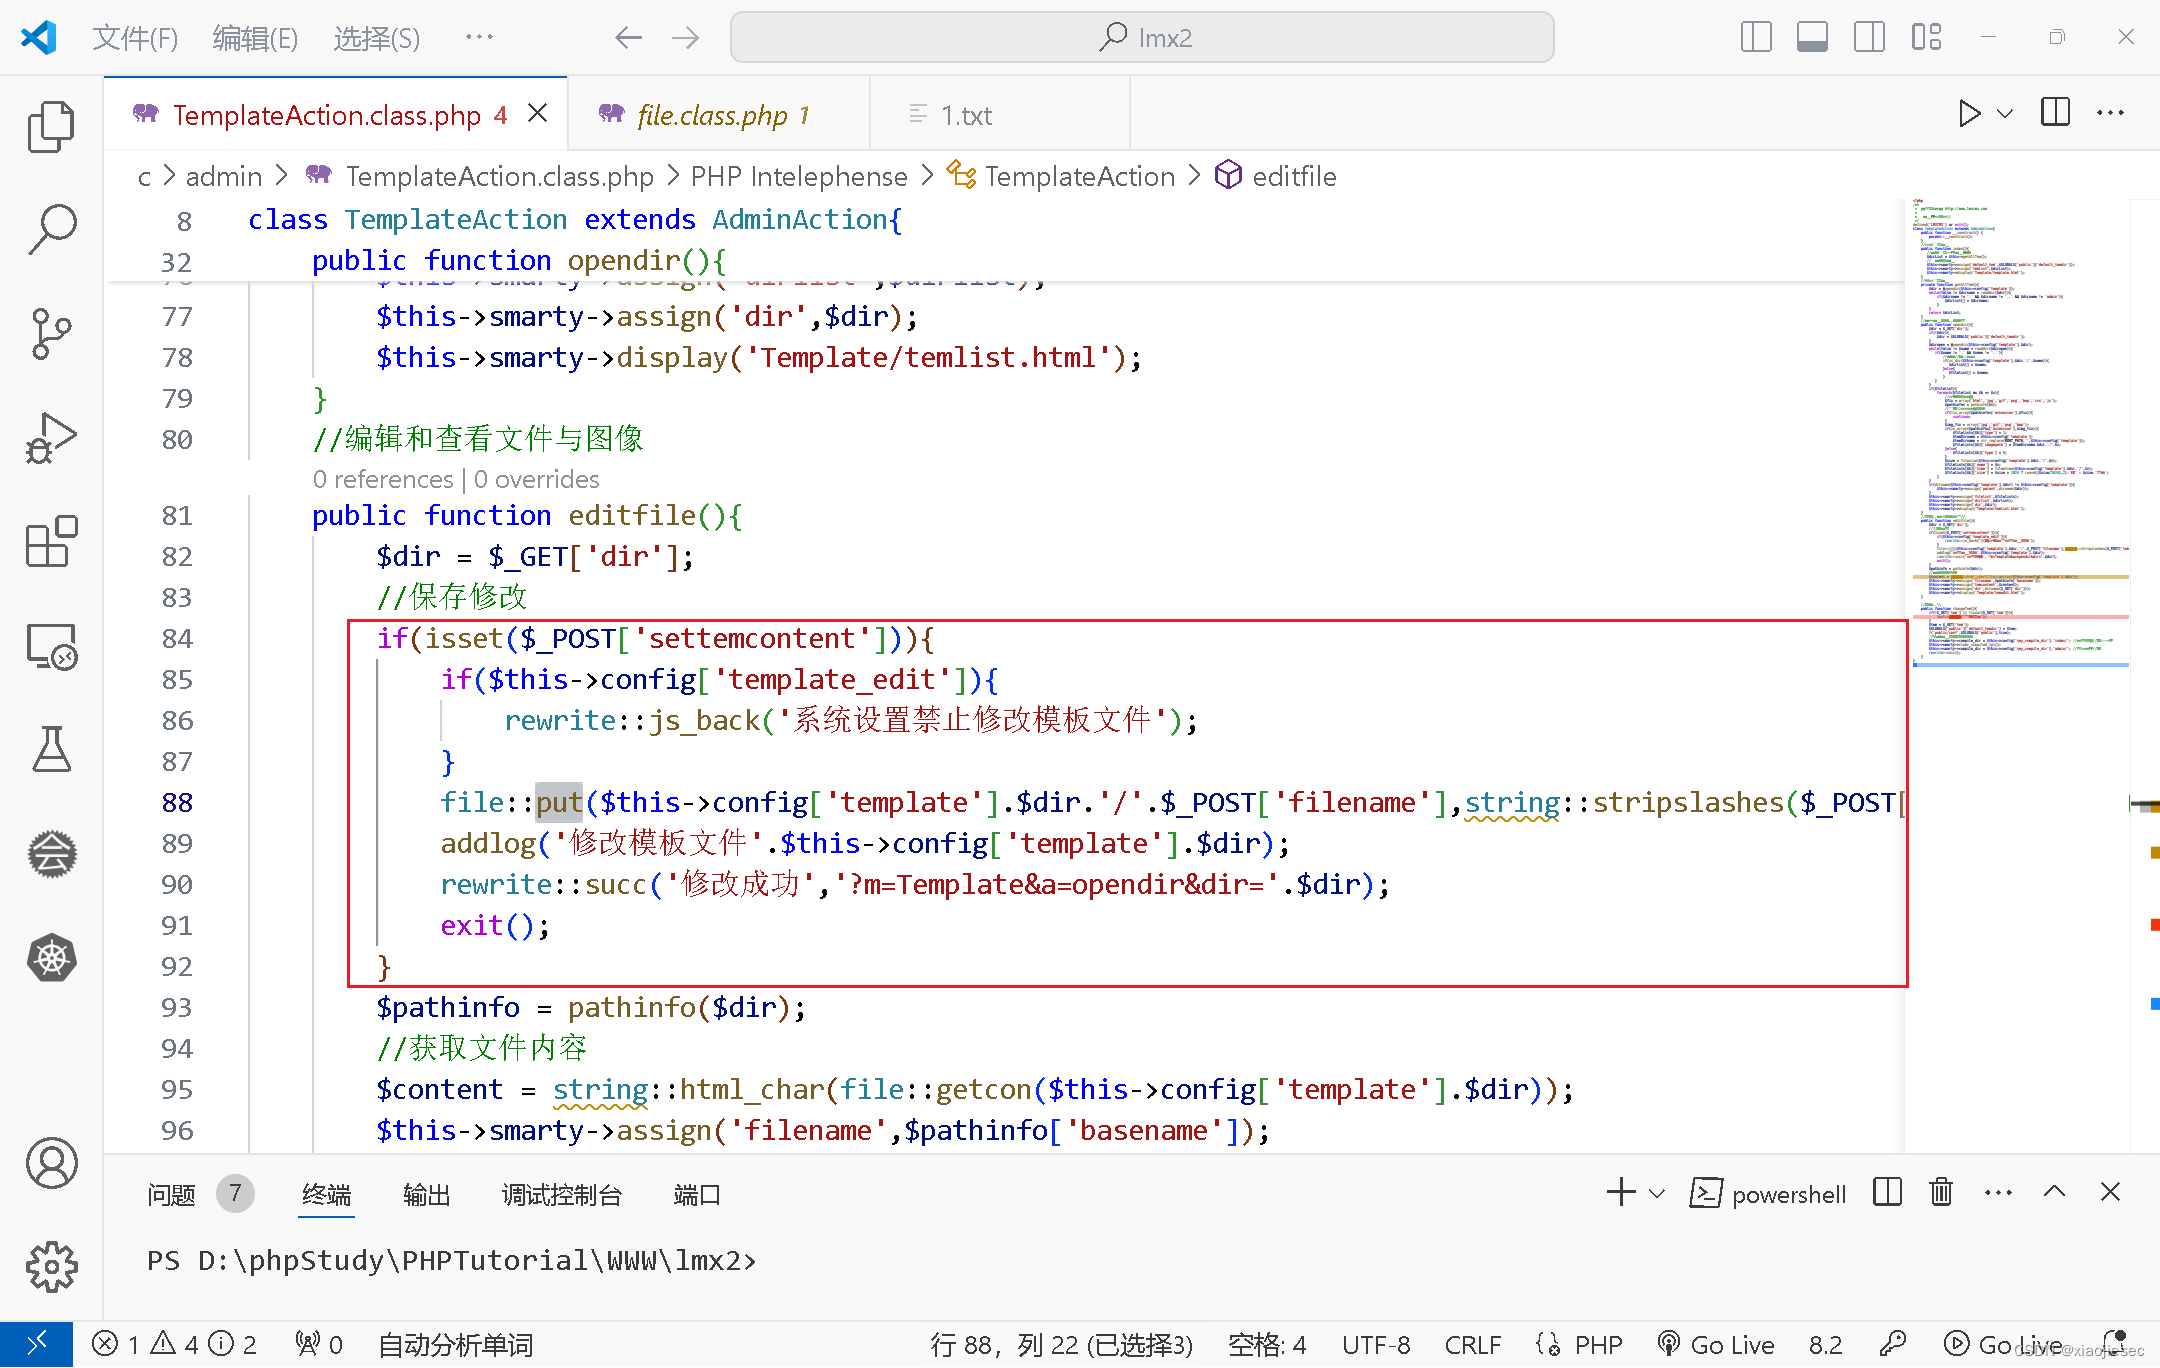 文件(F) 编辑(E) 选择(S) ··· lmx2
TemplateAction.class.php 4 file.class.php 1 1.txt
c > admin > TemplateAction.class.php > PHP Intelephense > TemplateAction > editfile
8 class TemplateAction extends AdminAction{
32 public function opendir(){
76 $this->smarty->assign('dirlist',$dirlist);
77 $this->smarty->assign('dir',$dir);
78 $this->smarty->display('Template/temlist.html');
79 }
80 //编辑和查看文件与图像
0 references | 0 overrides
81 public function editfile(){
82 $dir = $_GET['dir'];
83 //保存修改
84 if(isset($_POST['settemcontent'])){
85 if($this->config['template_edit']){
86 rewrite::js_back('系统设置禁止修改模板文件');
87 }
88 file::put($this->config['template'].$dir.'/'.$_POST['filename'],string::stripslashes($_POST[
89 addlog('修改模板文件'.$this->config['template'].$dir);
90 rewrite::succ('修改成功','?m=Template&a=opendir&dir='.$dir);
91 exit();
92 }
93 $pathinfo = pathinfo($dir);
94 //获取文件内容
95 $content = string::html_char(file::getcon($this->config['template'].$dir));
96 $this->smarty->assign('filename',$pathinfo['basename']);
问题 7 终端 输出 调试控制台 端口 powershell
PS D:\phpStudy\PHPTutorial\WWW\lmx2>
1 4 2 0 自动分析单词 行 88，列 22 (已选择3) 空格: 4 UTF-8 CRLF PHP Go Live 8.2 Go Live
CSDN @xiaojiesec